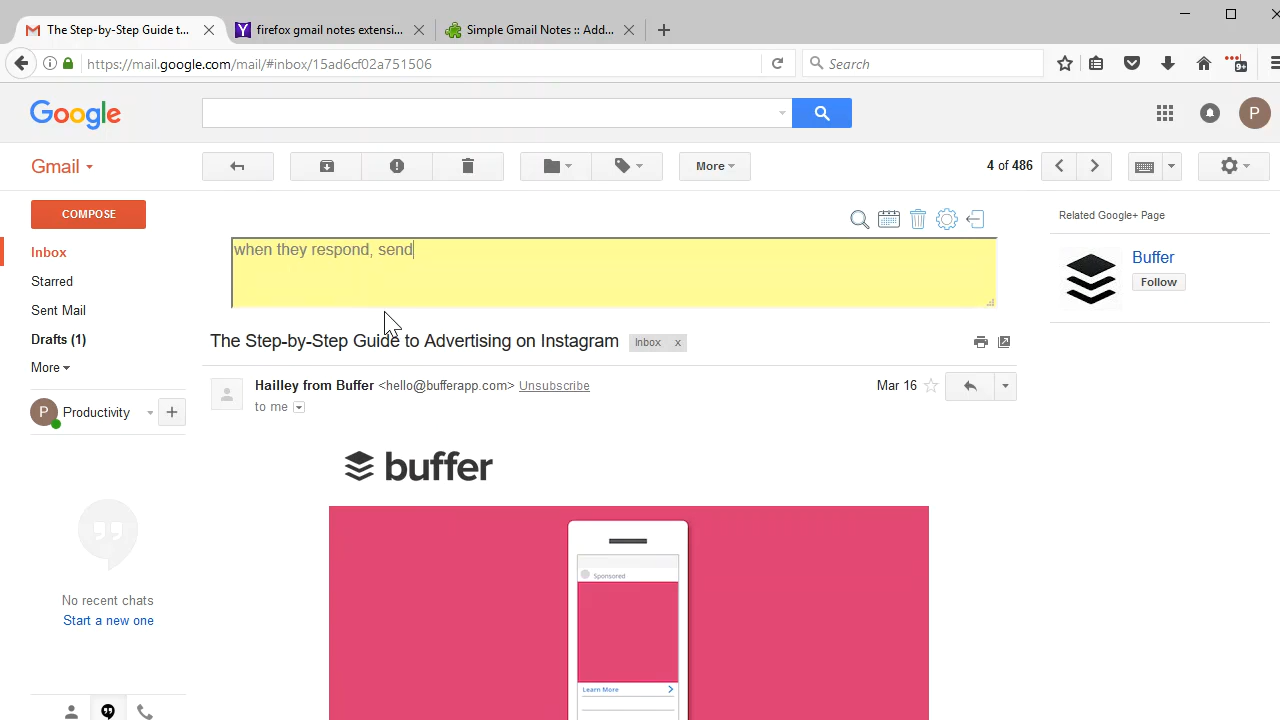 The Step-by-Step Guide t...
firefox gmail notes extensi...
Simple Gmail Notes :: Add...
https://mail.google.com/mail/#inbox/15ad6cf02a751506
Search
9+
Google
P
Gmail
More
4 of 486
COMPOSE
Related Google+ Page
when they respond, send
Inbox
Buffer
Starred
Follow
Sent Mail
The Step-by-Step Guide to Advertising on Instagram
Inbox x
Drafts (1)
More
Hailley from Buffer <hello@bufferapp.com> Unsubscribe
Mar 16
to me
P Productivity
buffer
Sponsored
No recent chats
Start a new one
Learn More